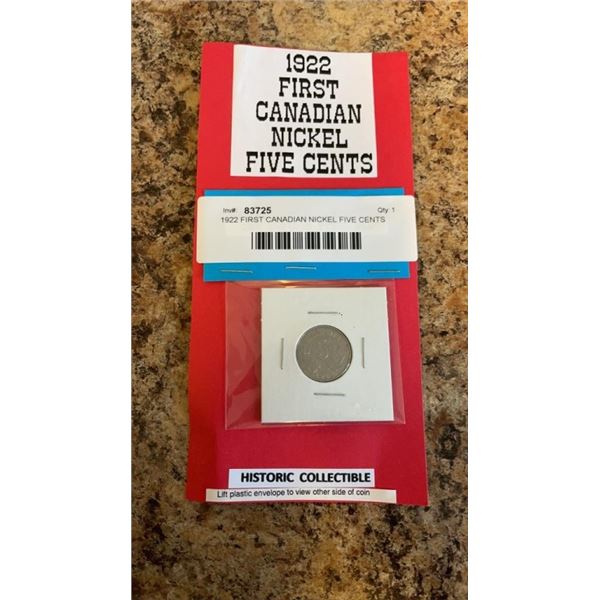 1922
FIRST
CANADIAN
NICKEL
FIVE CENTS
Inv#: 83725 Qty: 1
1922 FIRST CANADIAN NICKEL FIVE CENTS
HISTORIC COLLECTIBLE
Lift plastic envelope to view other side of coin